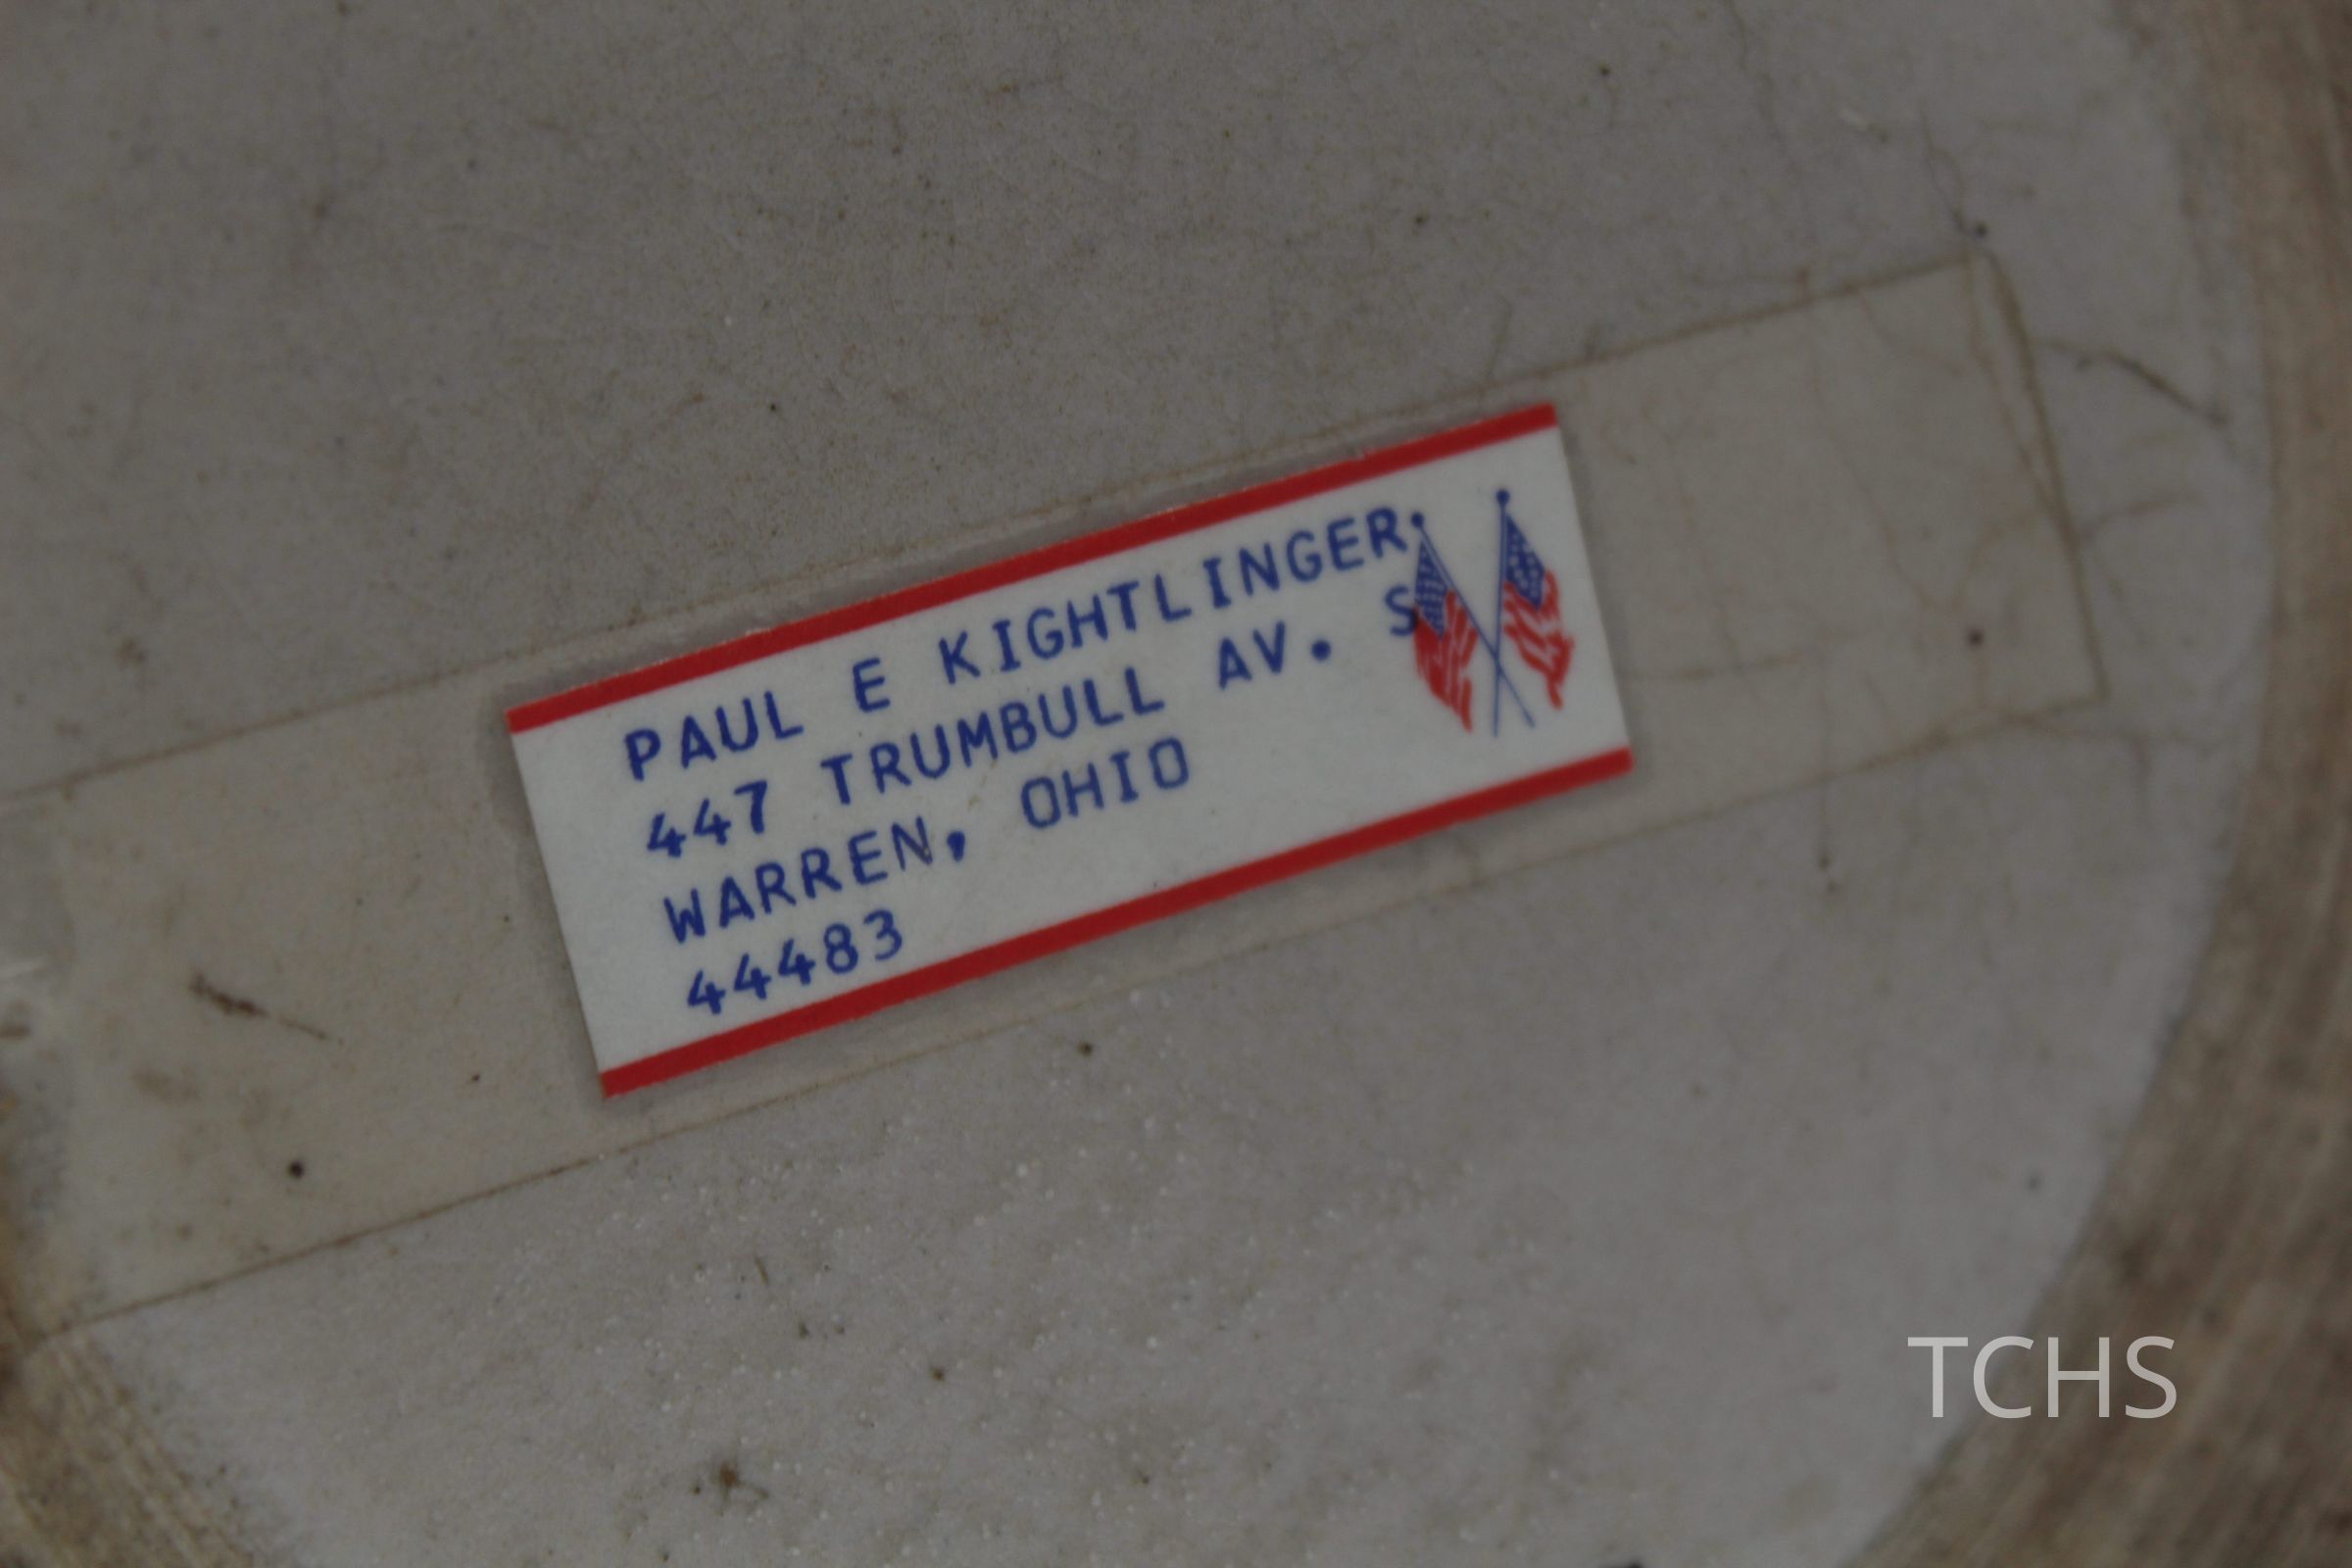 PAUL E KIGHTLINGER
447 TRUMBULL AV. S
WARREN, OHIO
44483
TCHS